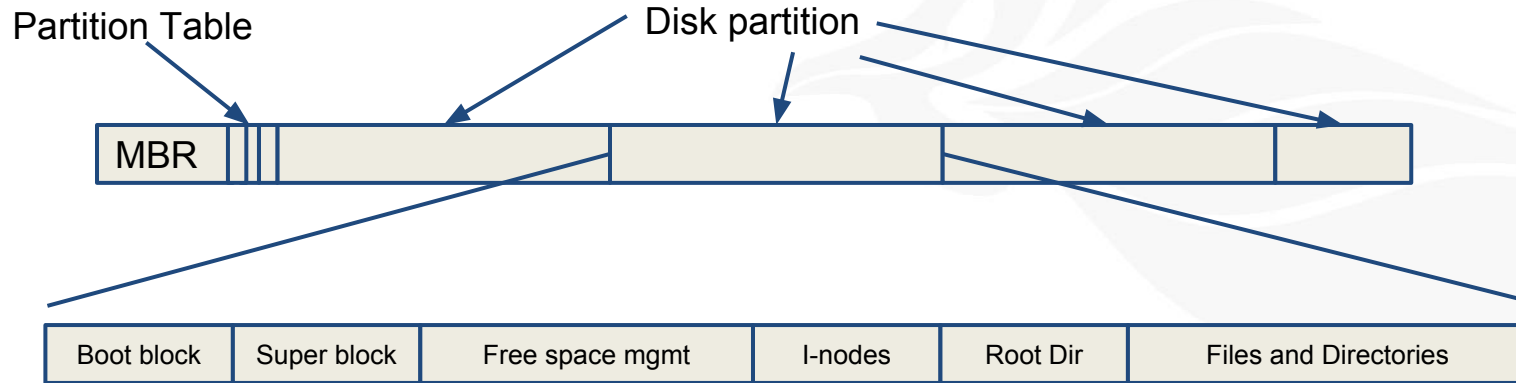 Partition Table
Disk partition
MBR
Boot block
Super block
Free space mgmt
I-nodes
Root Dir
Files and Directories